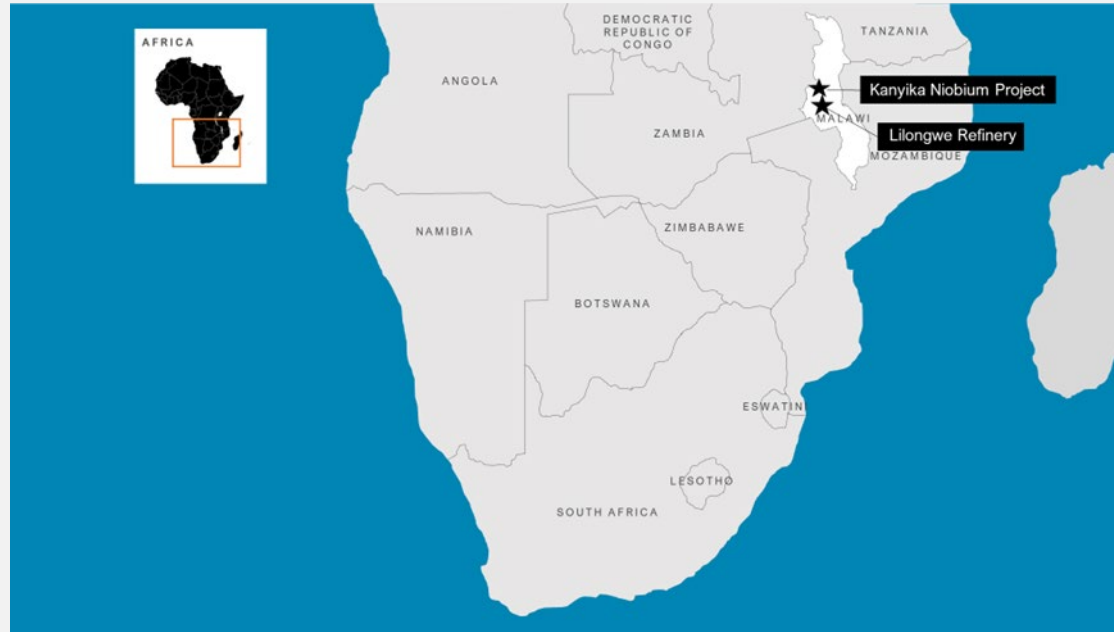 AFRICA
DEMOCRATIC
REPUBLIC OF
CONGO
TANZANIA
ANGOLA
Kanyika Niobium Project
MALAWI
ZAMBIA
Lilongwe Refinery
MOZAMBIQUE
NAMIBIA
ZIMBABAWE
BOTSWANA
ESWATINI
LESOTHO
SOUTH AFRICA